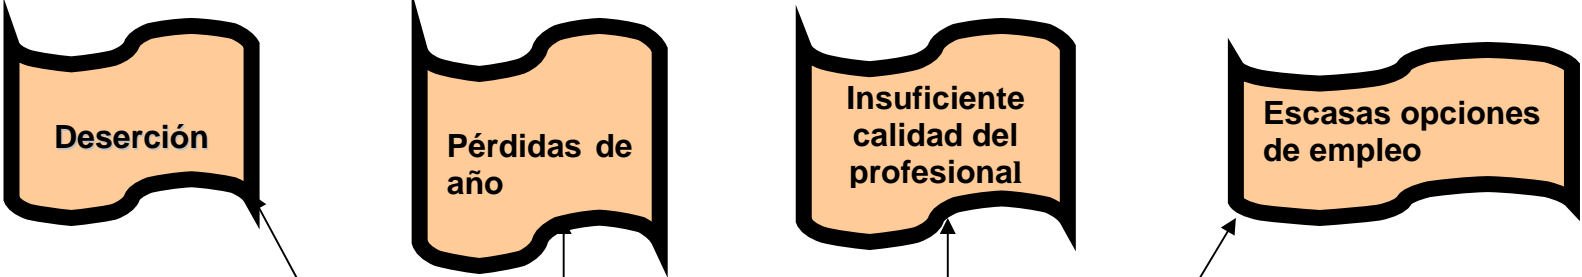 Deserción
Pérdidas de
año
Insuficiente
calidad del
profesional
Escasas opciones
de empleo